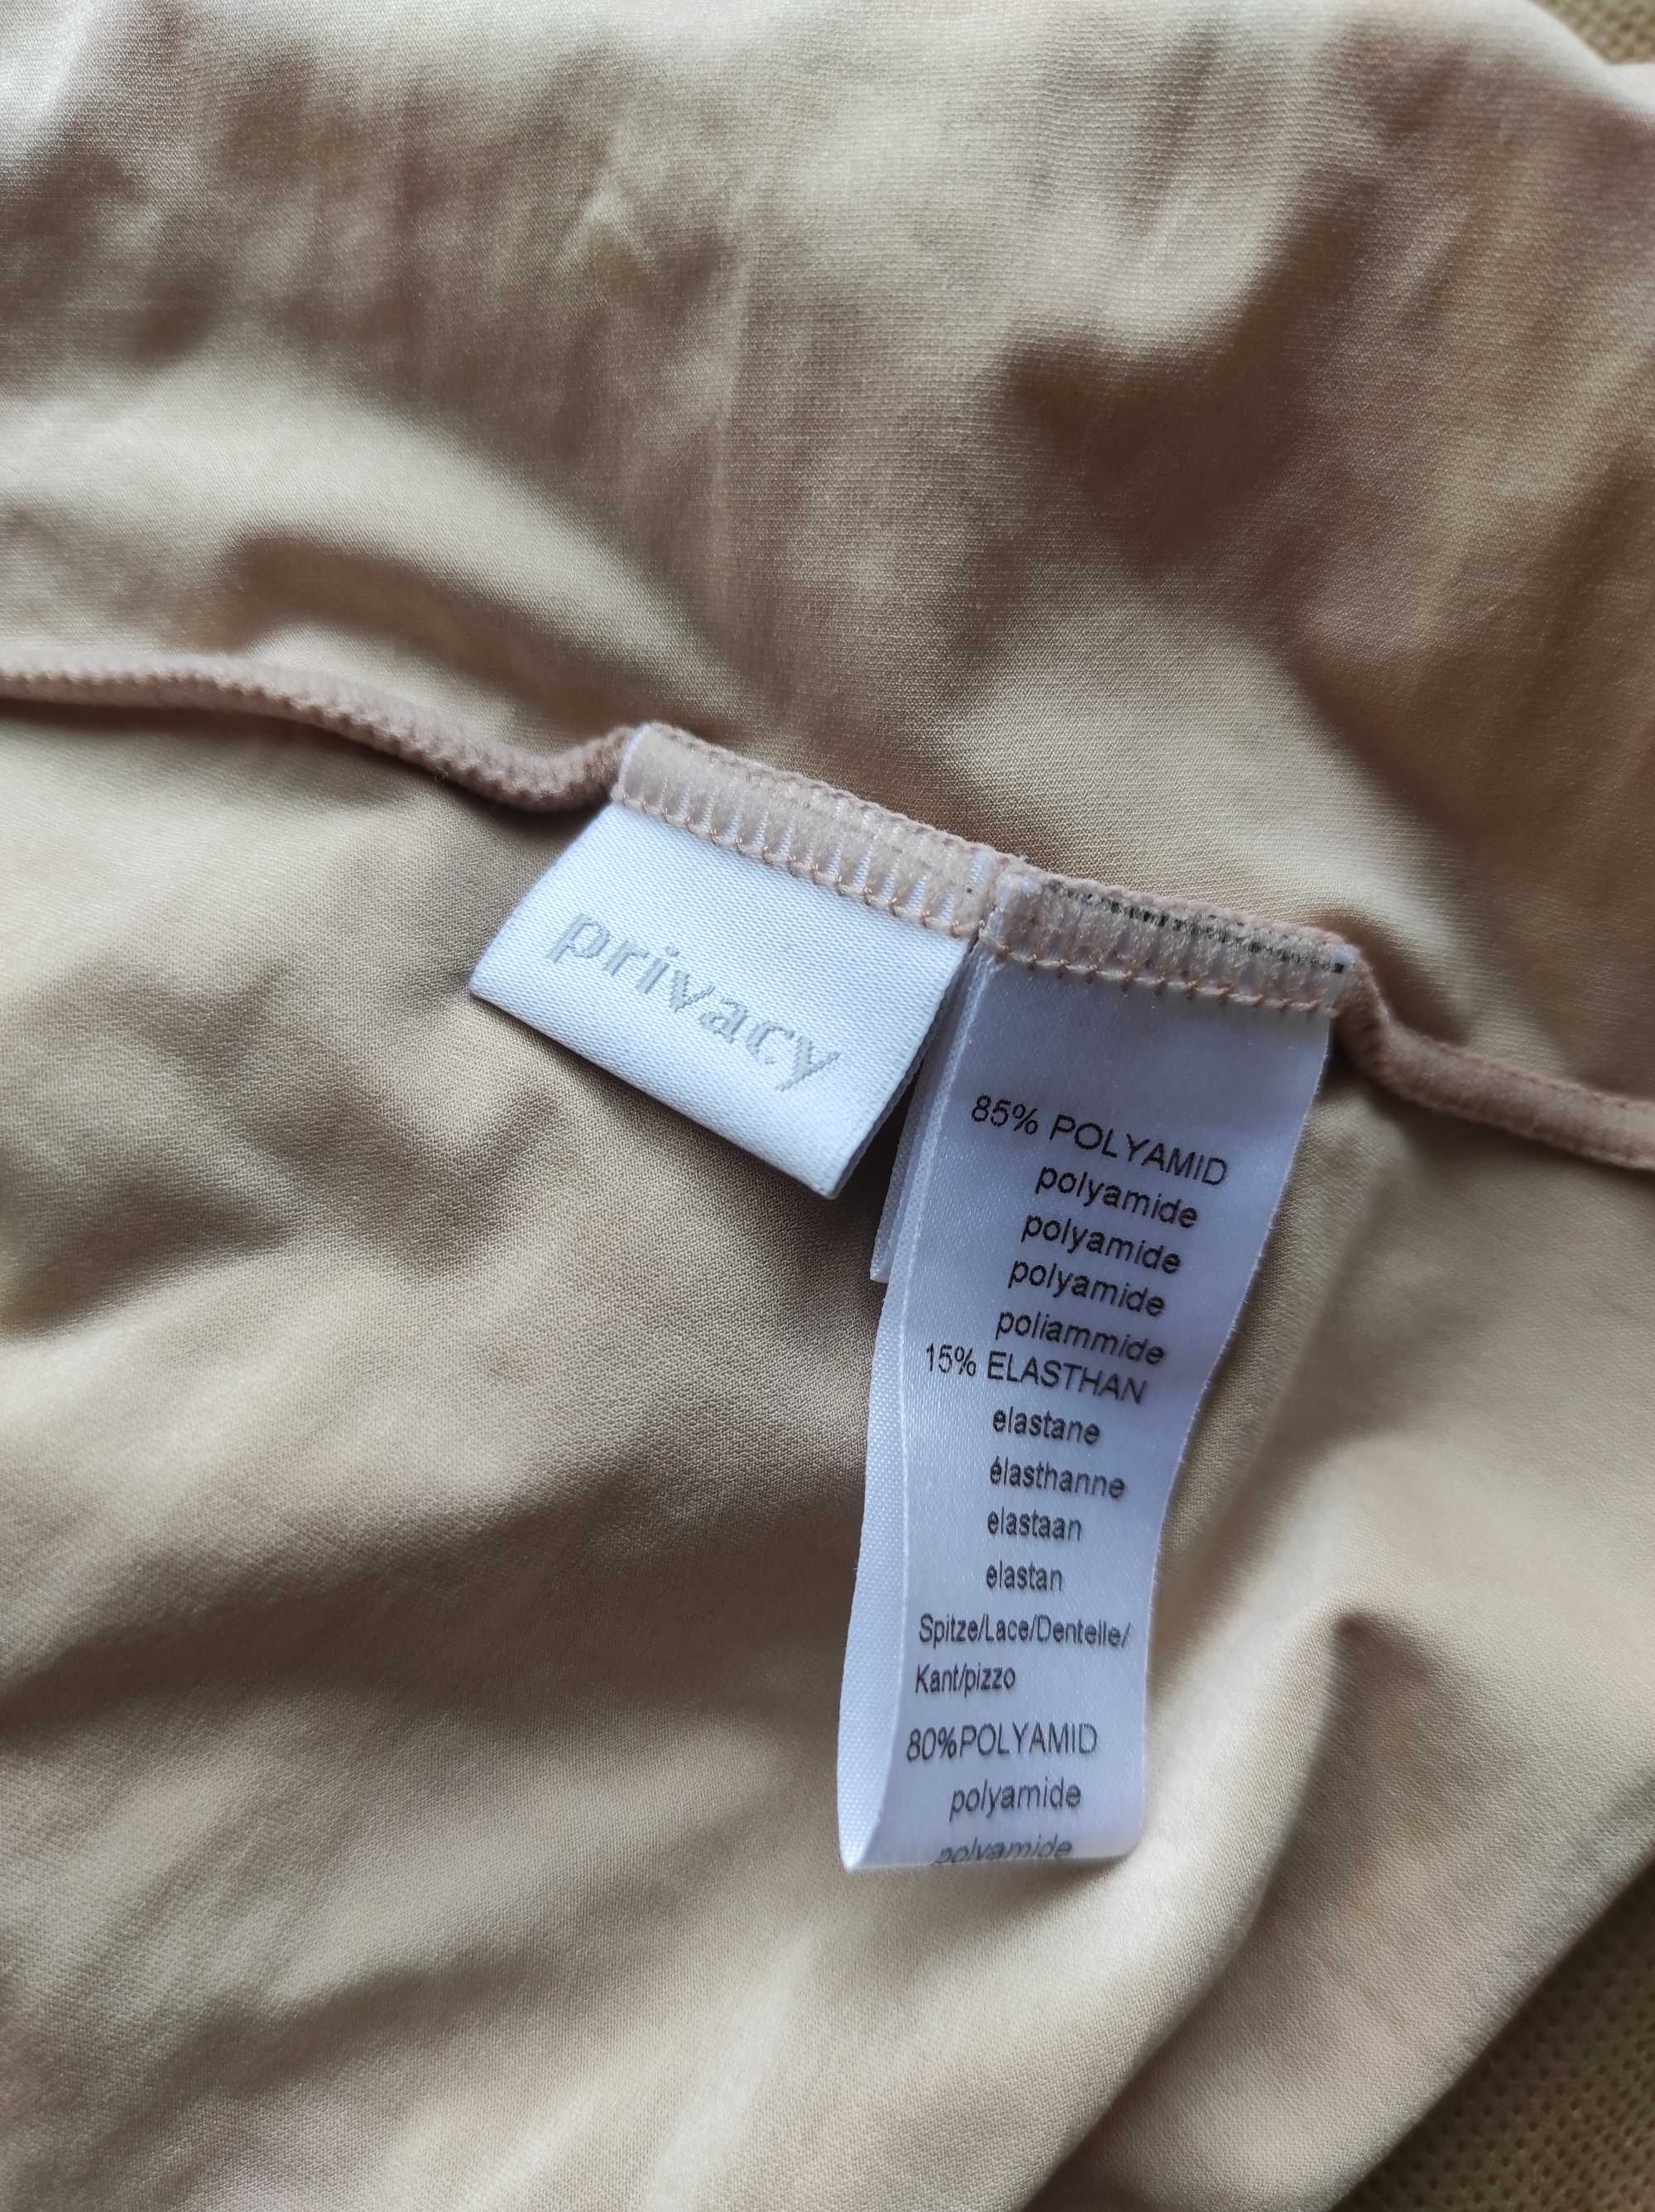 privacy
85% POLYAMID
polyamide
polyamide
polyamide
poliammide
15% ELASTHAN
elastane
élasthanne
elastaan
elastan
Spitze/Lace/Dentelle/
Kant/pizzo
80%POLYAMID
polyamide
polyamide